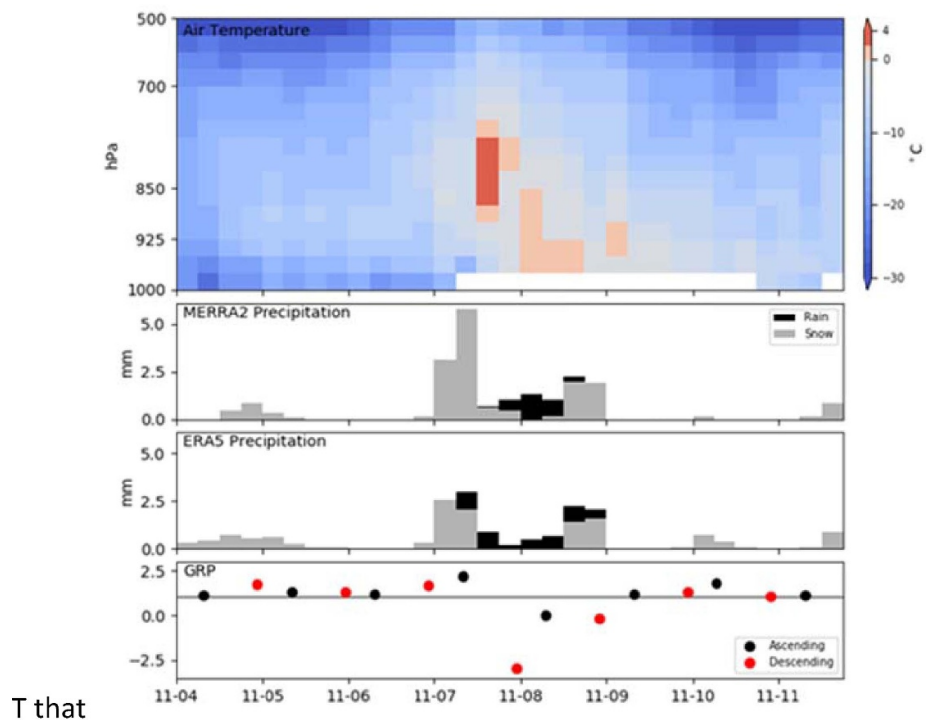 500
Air Temperature
700
hPa
850
925
1000
4
0
−10
−20
−30
°C
MERRA2 Precipitation
5.0
2.5
0.0
mm
Rain
Snow
ERA5 Precipitation
5.0
2.5
0.0
mm
GRP
2.5
0.0
−2.5
Ascending
Descending
11-04 11-05 11-06 11-07 11-08 11-09 11-10 11-11
T that